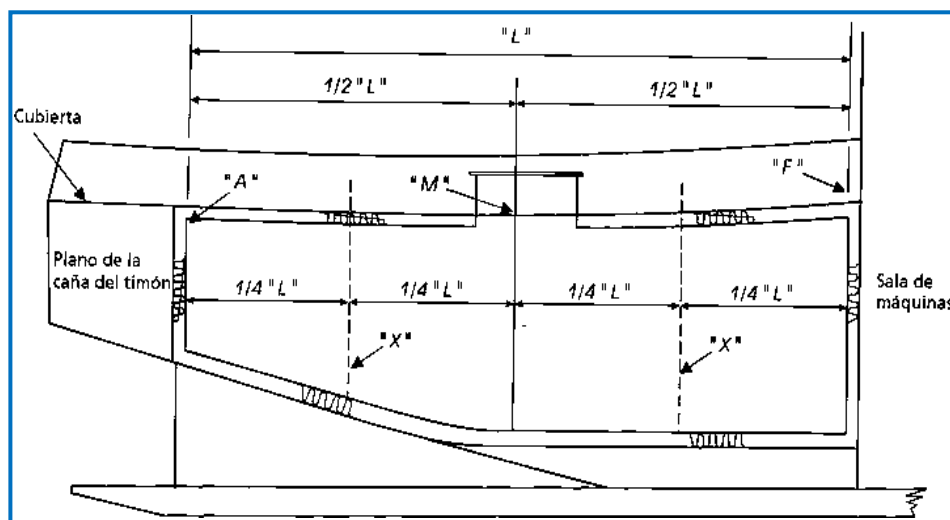 "L"
1/2 "L"
1/2 "L"
Cubierta
"A"
"M"
"F"
Plano de la
caña del timón
1/4 "L"
1/4 "L"
1/4 "L"
1/4 "L"
Sala de
máquinas
"X"
"X"